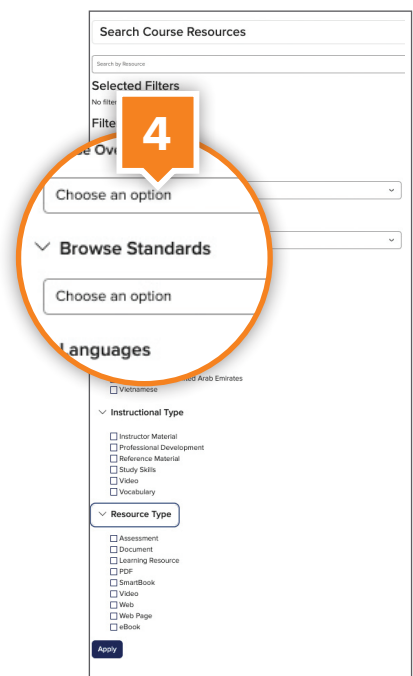 Search Course Resources
Search by Resource
Selected Filters
No filte
Filte
4
e Ov
Choose an option
Browse Standards
Choose an option
Languages
ted Arab Emirates
Vietnamese
Instructional Type
Instructor Material
Professional Development
Reference Material
Study Skills
Video
Vocabulary
Resource Type
Assessment
Document
Learning Resource
PDF
SmartBook
Video
Web
Web Page
eBook
Apply